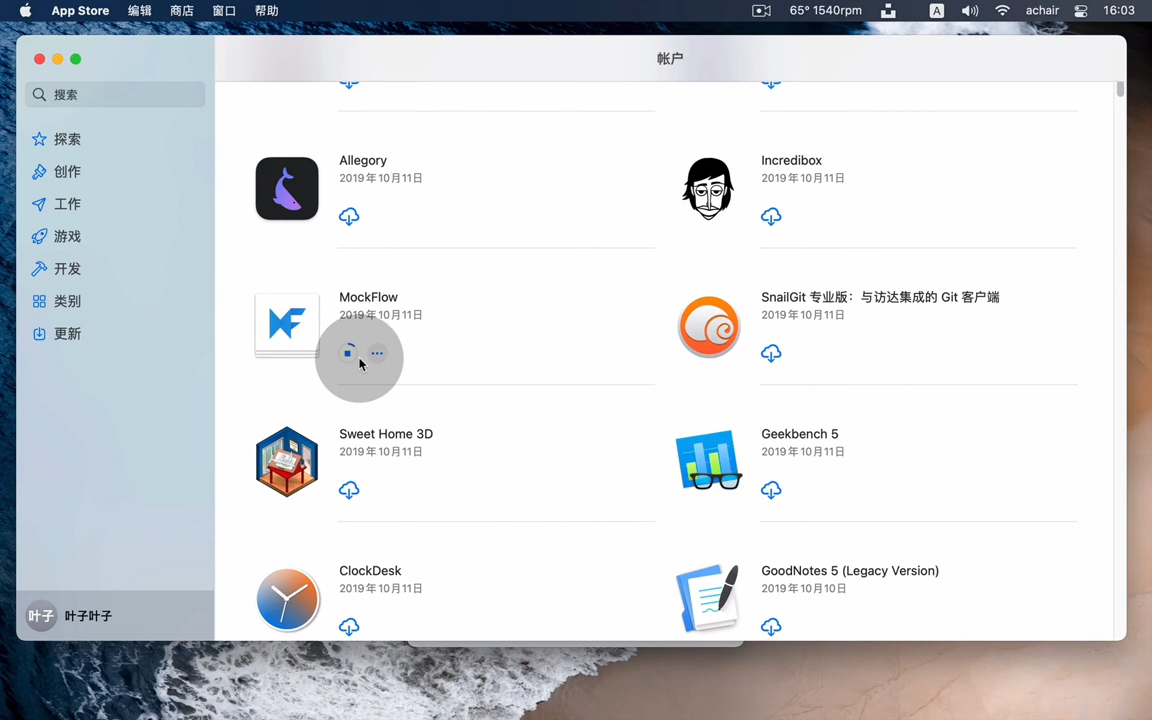 App Store 编辑 商店 窗口 帮助 65° 1540rpm A achair 16:03
帐户
搜索
探索
创作
工作
游戏
开发
类别
更新
叶子 叶子叶子
Allegory
2019年10月11日
Incredibox
2019年10月11日
MockFlow
2019年10月11日
SnailGit 专业版：与访达集成的 Git 客户端
2019年10月11日
Sweet Home 3D
2019年10月11日
Geekbench 5
2019年10月11日
ClockDesk
2019年10月11日
GoodNotes 5 (Legacy Version)
2019年10月10日